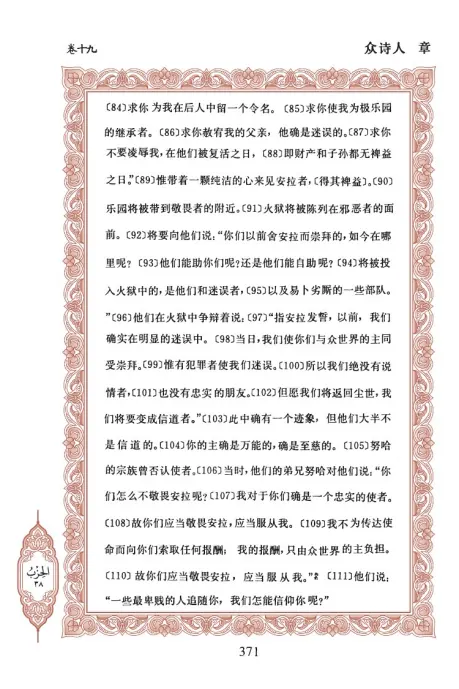 卷十九
众诗人 章
(84)求你为我在后人中留一个令名。(85)求你使我为极乐园
的继承者。(86)求你赦宥我的父亲，他确是迷误的。(87)求你
不要凌辱我，在他们被复活之日，(88)即财产和子孙都无裨益
之日。”(89)惟带着一颗纯洁的心来见安拉者，(得其裨益)。(90)
乐园将被带到敬畏者的附近。(91)火狱将被陈列在邪恶者的面
前。(92)将要向他们说：“你们以前舍安拉而崇拜的，如今在哪
里呢？(93)他们能助你们呢？还是他们能自助呢？(94)将被投
入火狱中的，是他们和迷误者，(95)以及易卜劣厮的一些部队。
”(96)他们在火狱中争辩着说：(97)“指安拉发誓，以前，我们
确实在明显的迷误中。(98)当日，我们使你们与众世界的主同
受崇拜。(99)惟有犯罪者使我们迷误。(100)所以我们绝没有说
情者，(101)也没有忠实的朋友。(102)但愿我们将返回尘世，我
们将要变成信道者。”(103)此中确有一个迹象，但他们大半不
是信道的。(104)你的主确是万能的，确是至慈的。(105)努哈
的宗族曾否认使者。(106)当时，他们的弟兄努哈对他们说：“你
们怎么不敬畏安拉呢？(107)我对于你们确是一个忠实的使者。
(108)故你们应当敬畏安拉，应当服从我。(109)我不为传达使
命而向你们索取任何报酬；我的报酬，只由众世界的主负担。
(110)故你们应当敬畏安拉，应当服从我。” (111)他们说：
“一些最卑贱的人追随你，我们怎能信仰你呢？”
الحزب
٣٨
371